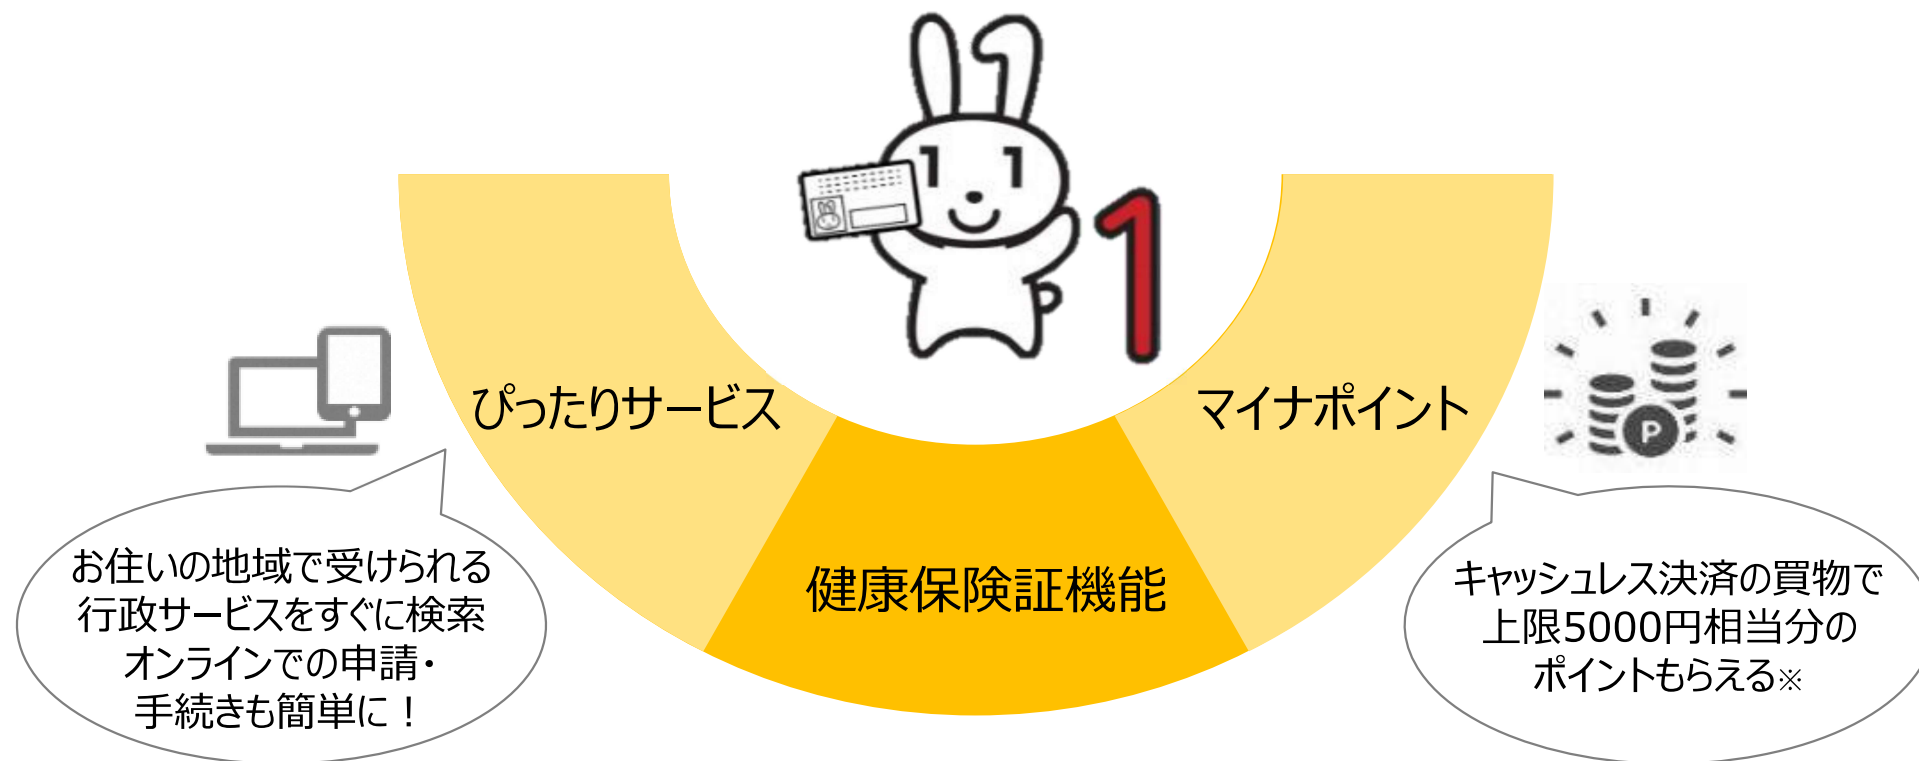 1
ぴったりサービス
マイナポイント
健康保険証機能
P
お住いの地域で受けられる
行政サービスをすぐに検索
オンラインでの申請・
手続きも簡単に！
キャッシュレス決済の買物で
上限5000円相当分の
ポイントもらえる※